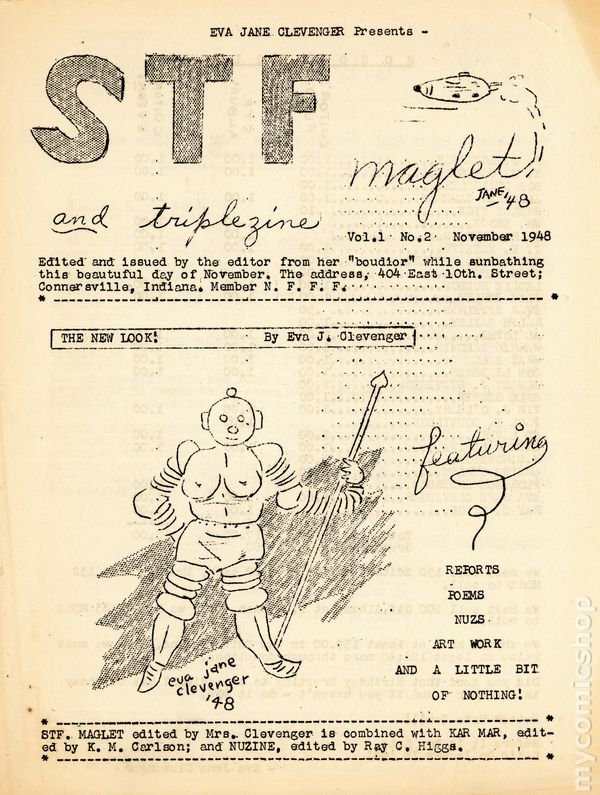 EVA JANE CLEVENGER Presents -
STF
maglet
JANE, '48
and triplezine
Vol.1 No.2 November 1948
Edited and issued by the editor from her "boudior" while sunbathing
this beautuful day of November. The address, 404 East 10th. Street;
Connersville, Indiana. Member N. F. F. F.
THE NEW LOOK! By Eva J. Clevenger
featuring
REPORTS
POEMS
NUZS
ART WORK
AND A LITTLE BIT
OF NOTHING!
eva jane
clevenger
'48
STF. MAGLET edited by Mrs. Clevenger is combined with KAR MAR, edit-
ed by K. M. Carlson; and NUZINE, edited by Ray C. Higgs.
mycomicshop